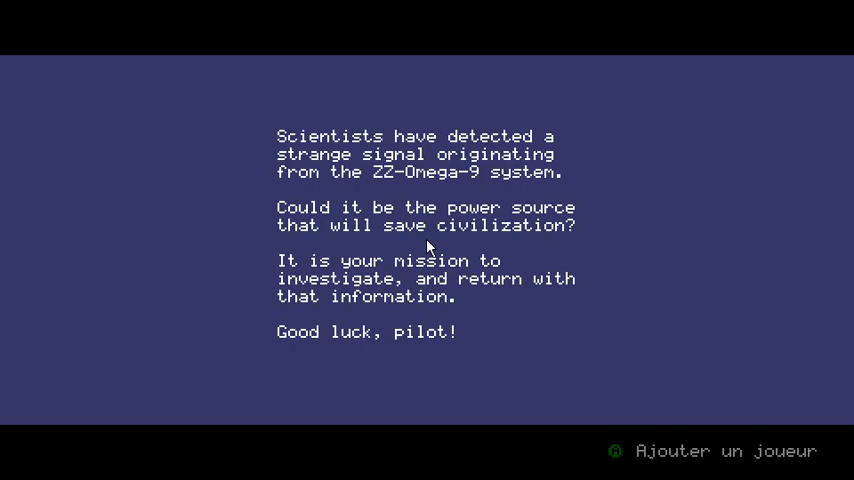 Scientists have detected a
strange signal originating
from the ZZ-Omega-9 system.
Could it be the power source
that will save civilization?
It is your mission to
investigate, and return with
that information.
Good luck, pilot!
A Ajouter un joueur